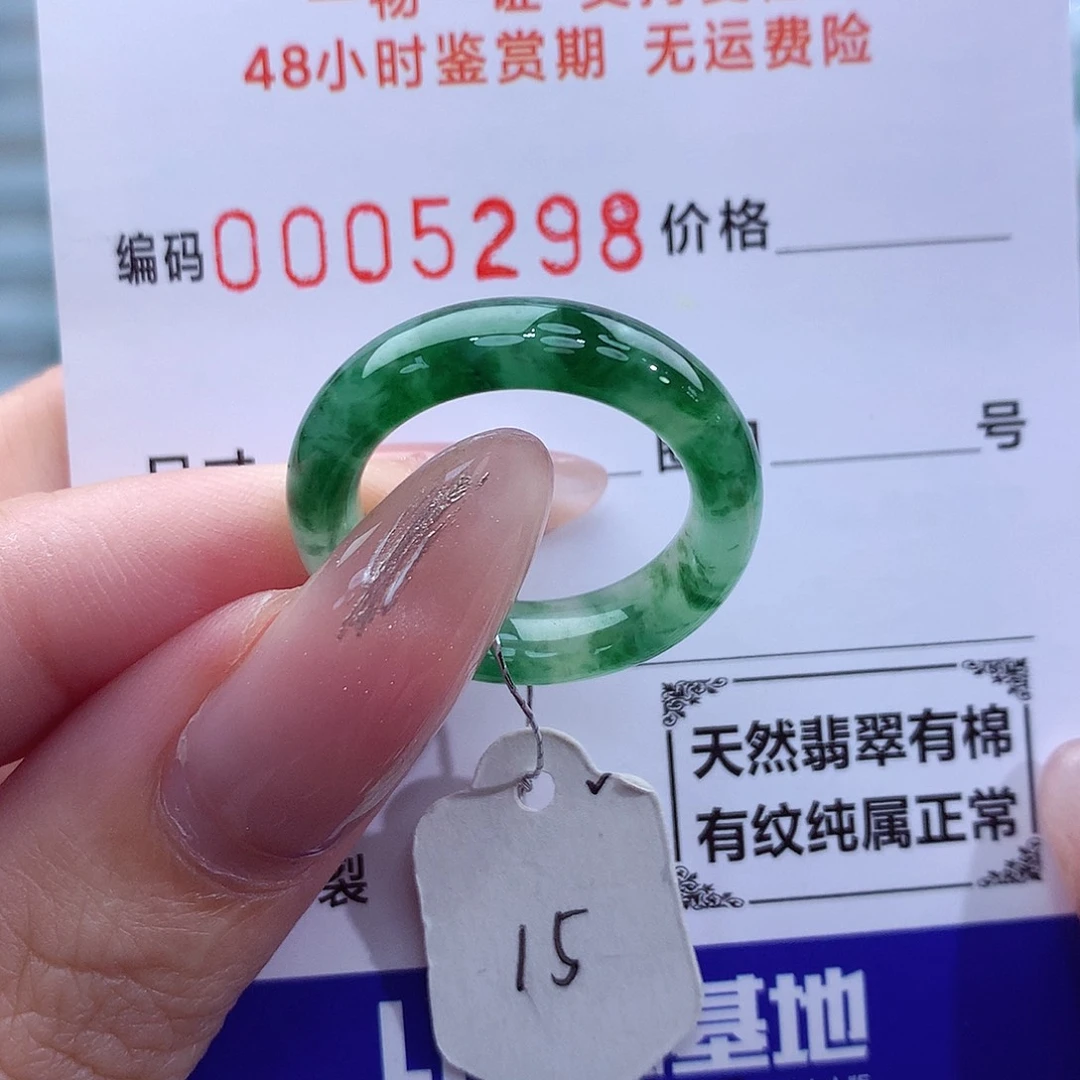 48小时鉴赏期 无运费险
编码0005298价格
号
天然翡翠有棉
有纹纯属正常
裂
15
基地